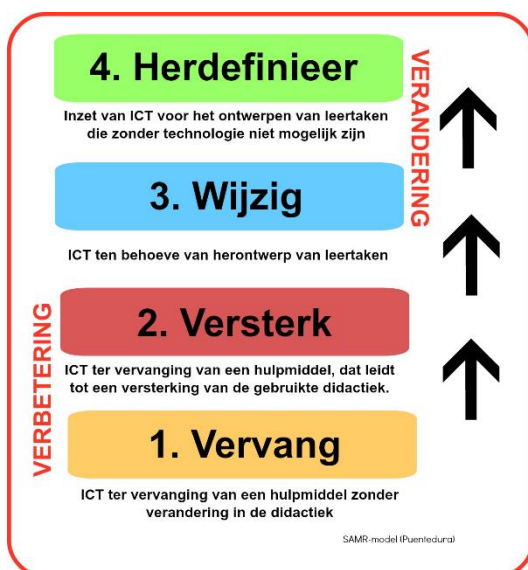 4. Herdefinieer
Inzet van ICT voor het ontwerpen van leertaken
die zonder technologie niet mogelijk zijn
VERANDERING
3. Wijzig
ICT ten behoeve van herontwerp van leertaken
2. Versterk
ICT ter vervanging van een hulpmiddel, dat leidt
tot een versterking van de gebruikte didactiek.
VERBETERING
1. Vervang
ICT ter vervanging van een hulpmiddel zonder
verandering in de didactiek
SAMR-model (Puentedura)